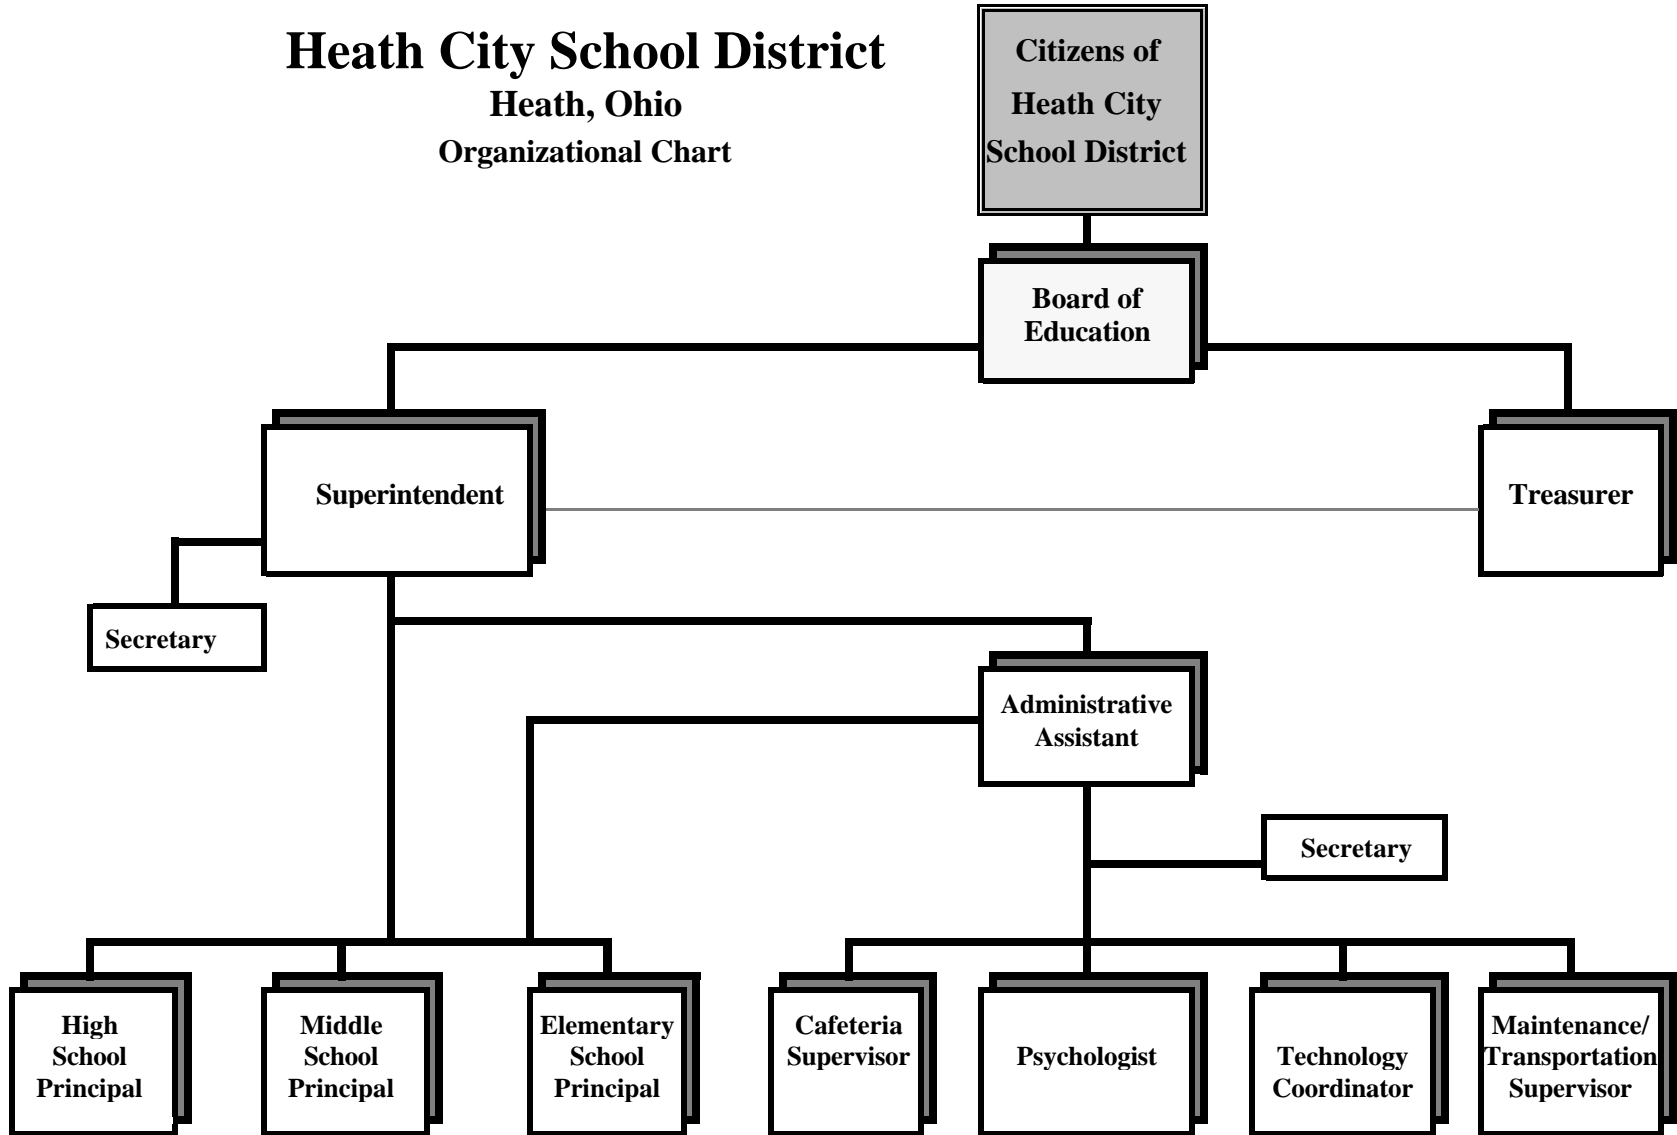 Heath City School District
Heath, Ohio
Organizational Chart
Citizens of
Heath City
School District
Board of
Education
Superintendent
Treasurer
Secretary
Administrative
Assistant
Secretary
High
School
Principal
Middle
School
Principal
Elementary
School
Principal
Cafeteria
Supervisor
Psychologist
Technology
Coordinator
Maintenance/
Transportation
Supervisor